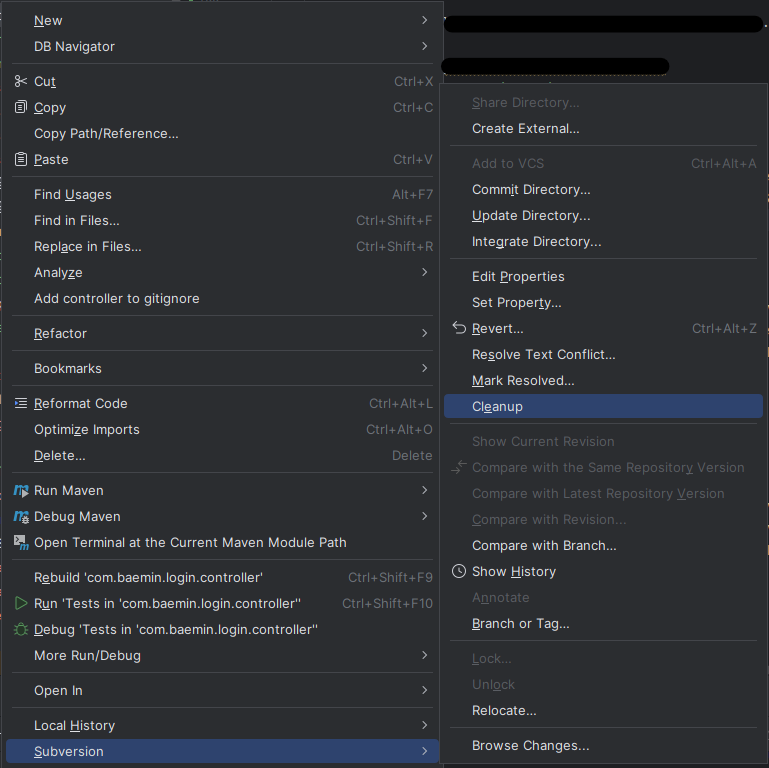 New
DB Navigator
Cut Ctrl+X
Copy Ctrl+C
Copy Path/Reference...
Paste Ctrl+V
Find Usages Alt+F7
Find in Files... Ctrl+Shift+F
Replace in Files... Ctrl+Shift+R
Analyze
Add controller to gitignore
Refactor
Bookmarks
Reformat Code Ctrl+Alt+L
Optimize Imports Ctrl+Alt+O
Delete... Delete
Run Maven
Debug Maven
Open Terminal at the Current Maven Module Path
Rebuild 'com.baemin.login.controller' Ctrl+Shift+F9
Run 'Tests in 'com.baemin.login.controller'' Ctrl+Shift+F10
Debug 'Tests in 'com.baemin.login.controller''
More Run/Debug
Open In
Local History
Subversion
Share Directory...
Create External...
Add to VCS Ctrl+Alt+A
Commit Directory...
Update Directory...
Integrate Directory...
Edit Properties
Set Property...
Revert... Ctrl+Alt+Z
Resolve Text Conflict...
Mark Resolved...
Cleanup
Show Current Revision
Compare with the Same Repository Version
Compare with Latest Repository Version
Compare with Revision...
Compare with Branch...
Show History
Annotate
Branch or Tag...
Lock...
Unlock
Relocate...
Browse Changes...